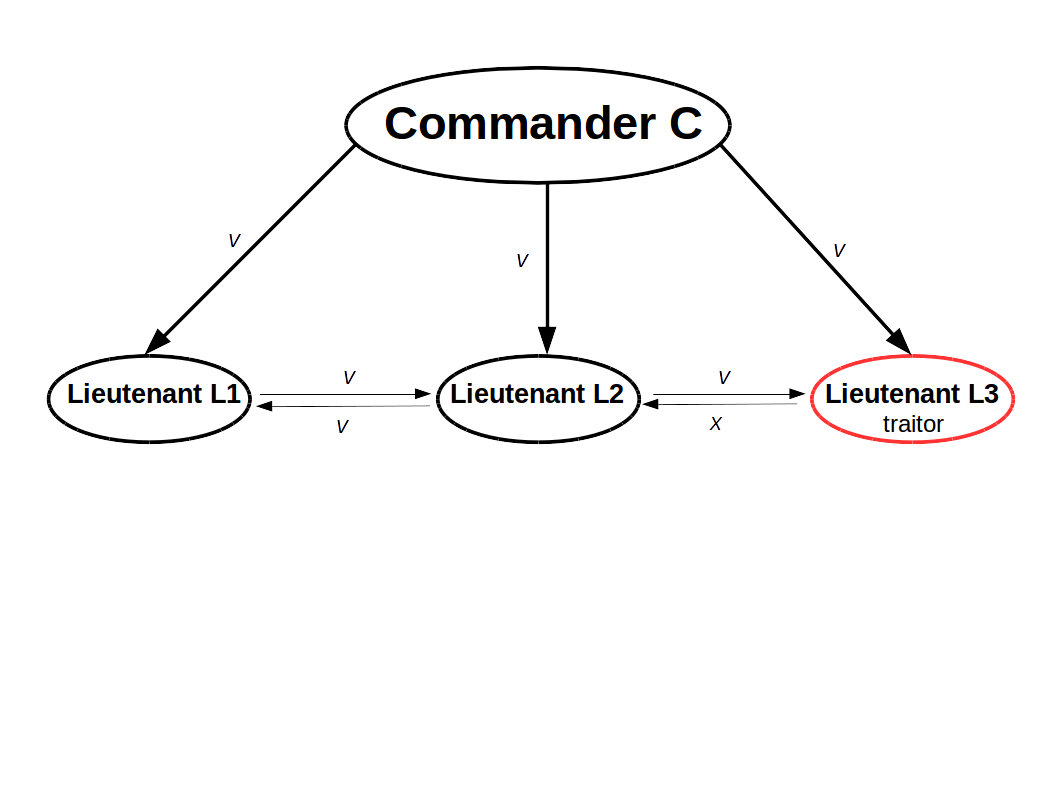 Commander C
V
V
V
Lieutenant L1
V
V
Lieutenant L2
V
X
Lieutenant L3
traitor